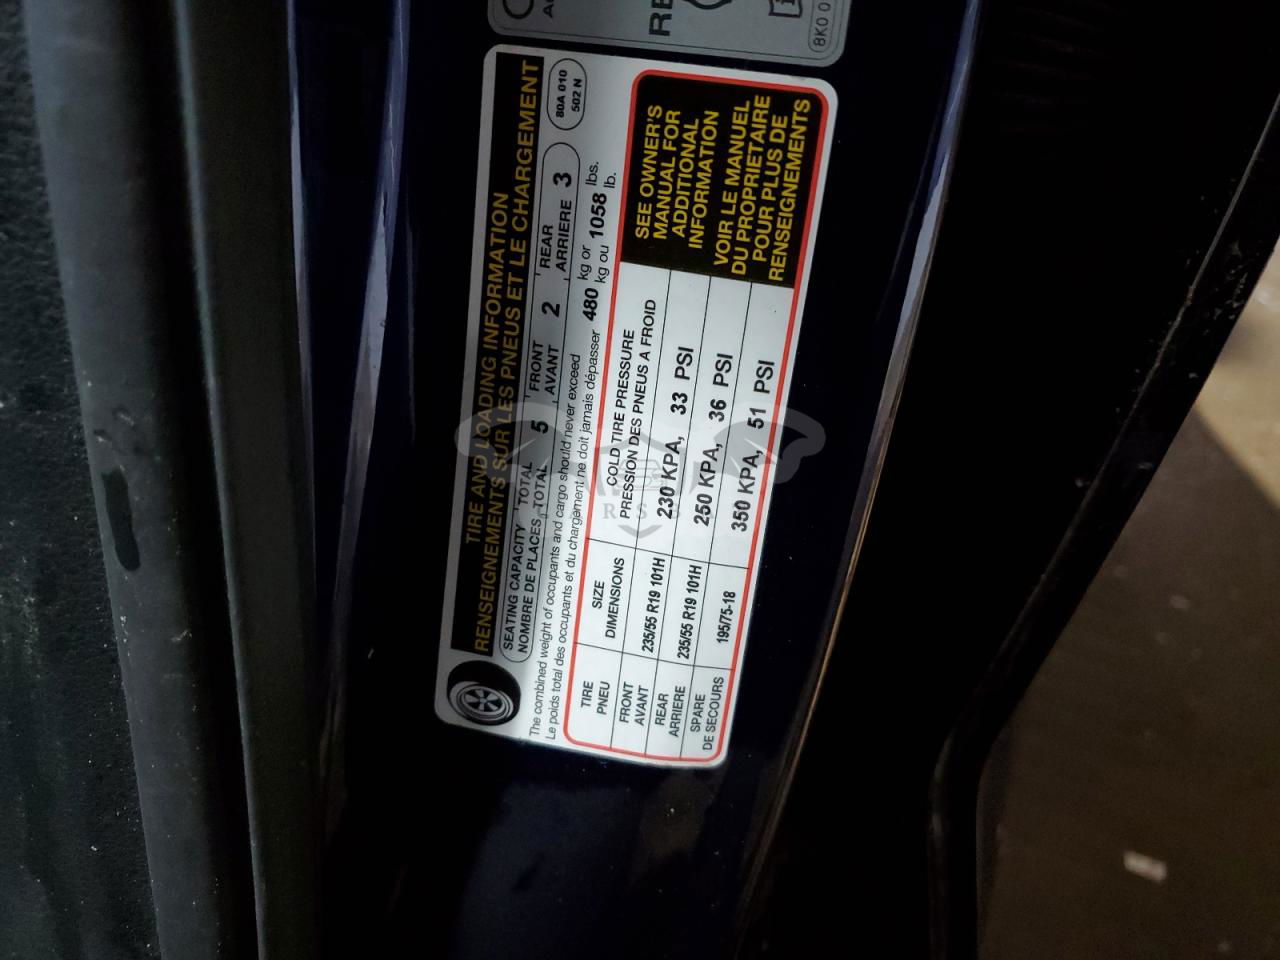 8K0 0
TIRE AND LOADING INFORMATION
RENSEIGNEMENTS SUR LES PNEUS ET LE CHARGEMENT
80A 010
502 N
SEATING CAPACITY TOTAL 5 FRONT 2 REAR 3
NOMBRE DE PLACES TOTAL AVANT ARRIERE
The combined weight of occupants and cargo should never exceed 480 kg or 1058 lbs.
Le poids total des occupants et du chargement ne doit jamais dépasser kg ou lb.
TIRE SIZE COLD TIRE PRESSURE
PNEU DIMENSIONS PRESSION DES PNEUS A FROID
FRONT 235/55 R19 101H 230 KPA, 33 PSI
AVANT
REAR 235/55 R19 101H 250 KPA, 36 PSI
ARRIERE
SPARE 195/75-18 350 KPA, 51 PSI
DE SECOURS
SEE OWNER'S
MANUAL FOR
ADDITIONAL
INFORMATION
VOIR LE MANUEL
DU PROPRIETAIRE
POUR PLUS DE
RENSEIGNEMENTS